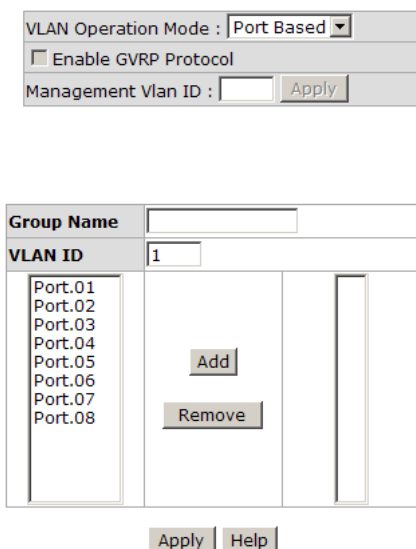 VLAN Operation Mode : Port Based
Enable GVRP Protocol
Management Vlan ID : Apply
Group Name
VLAN ID 1
Port.01
Port.02
Port.03
Port.04
Port.05
Port.06
Port.07
Port.08
Add
Remove
Apply Help